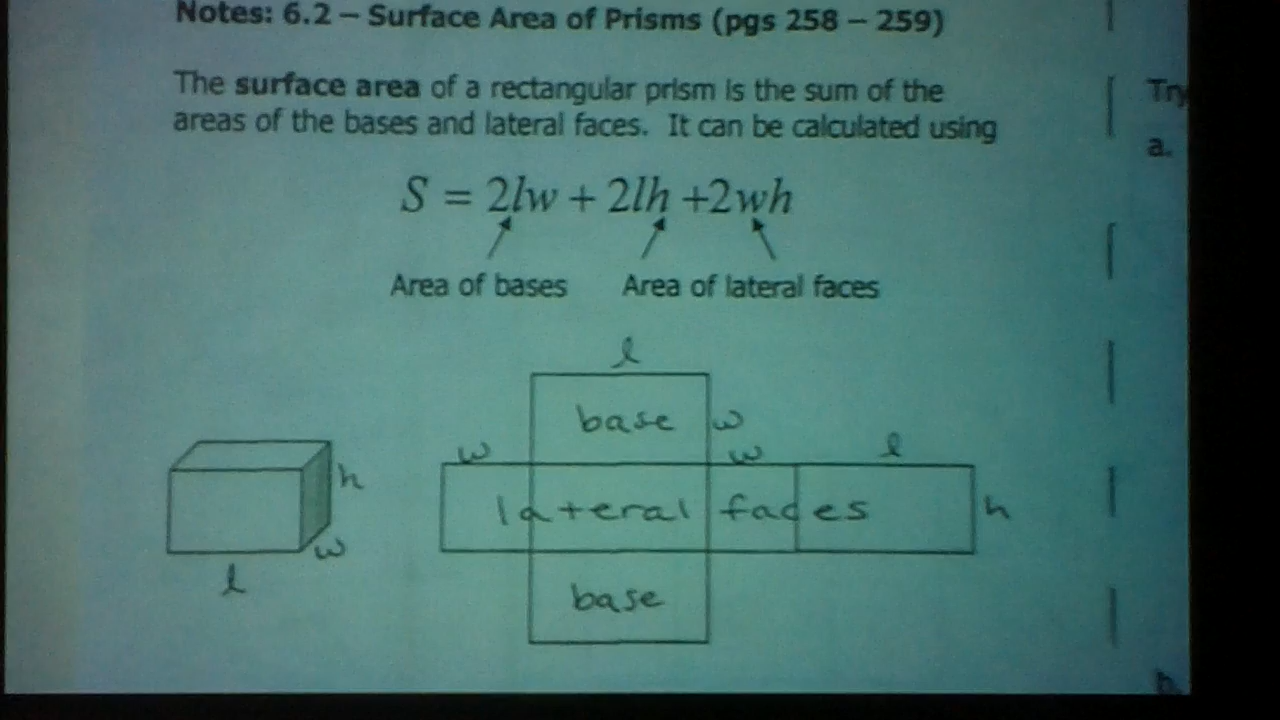 Notes: 6.2 – Surface Area of Prisms (pgs 258 – 259)
The surface area of a rectangular prism is the sum of the
areas of the bases and lateral faces. It can be calculated using
S = 2lw + 2lh +2wh
Area of bases Area of lateral faces
l
base w
w w l
lateral faces h
base
h
w
l
a.